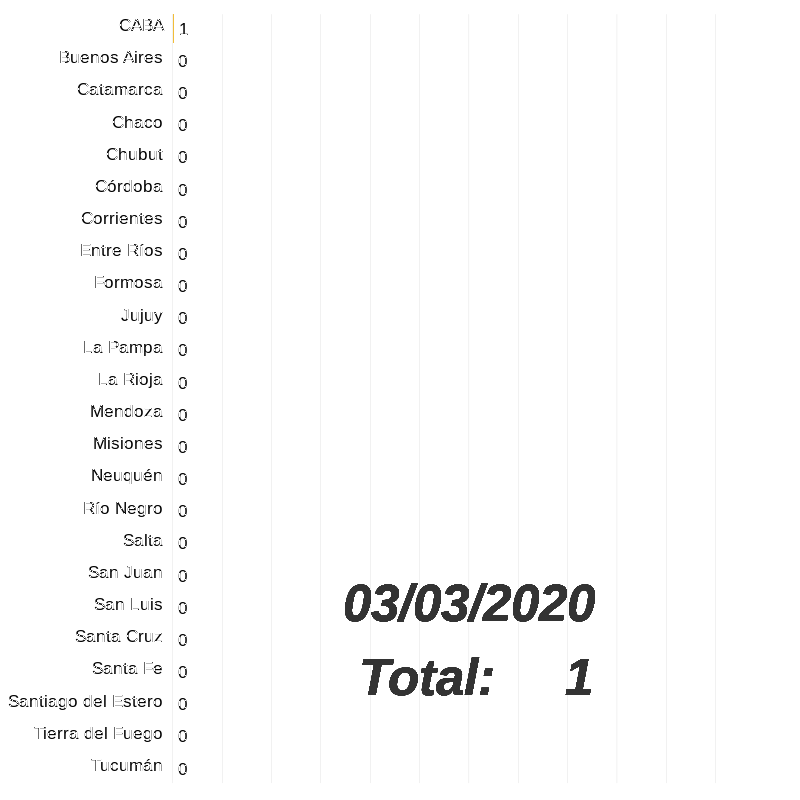 CABA 1
Buenos Aires 0
Catamarca 0
Chaco 0
Chubut 0
Córdoba 0
Corrientes 0
Entre Ríos 0
Formosa 0
Jujuy 0
La Pampa 0
La Rioja 0
Mendoza 0
Misiones 0
Neuquén 0
Río Negro 0
Salta 0
San Juan 0
San Luis 0
Santa Cruz 0
Santa Fe 0
Santiago del Estero 0
Tierra del Fuego 0
Tucumán 0
03/03/2020
Total: 1